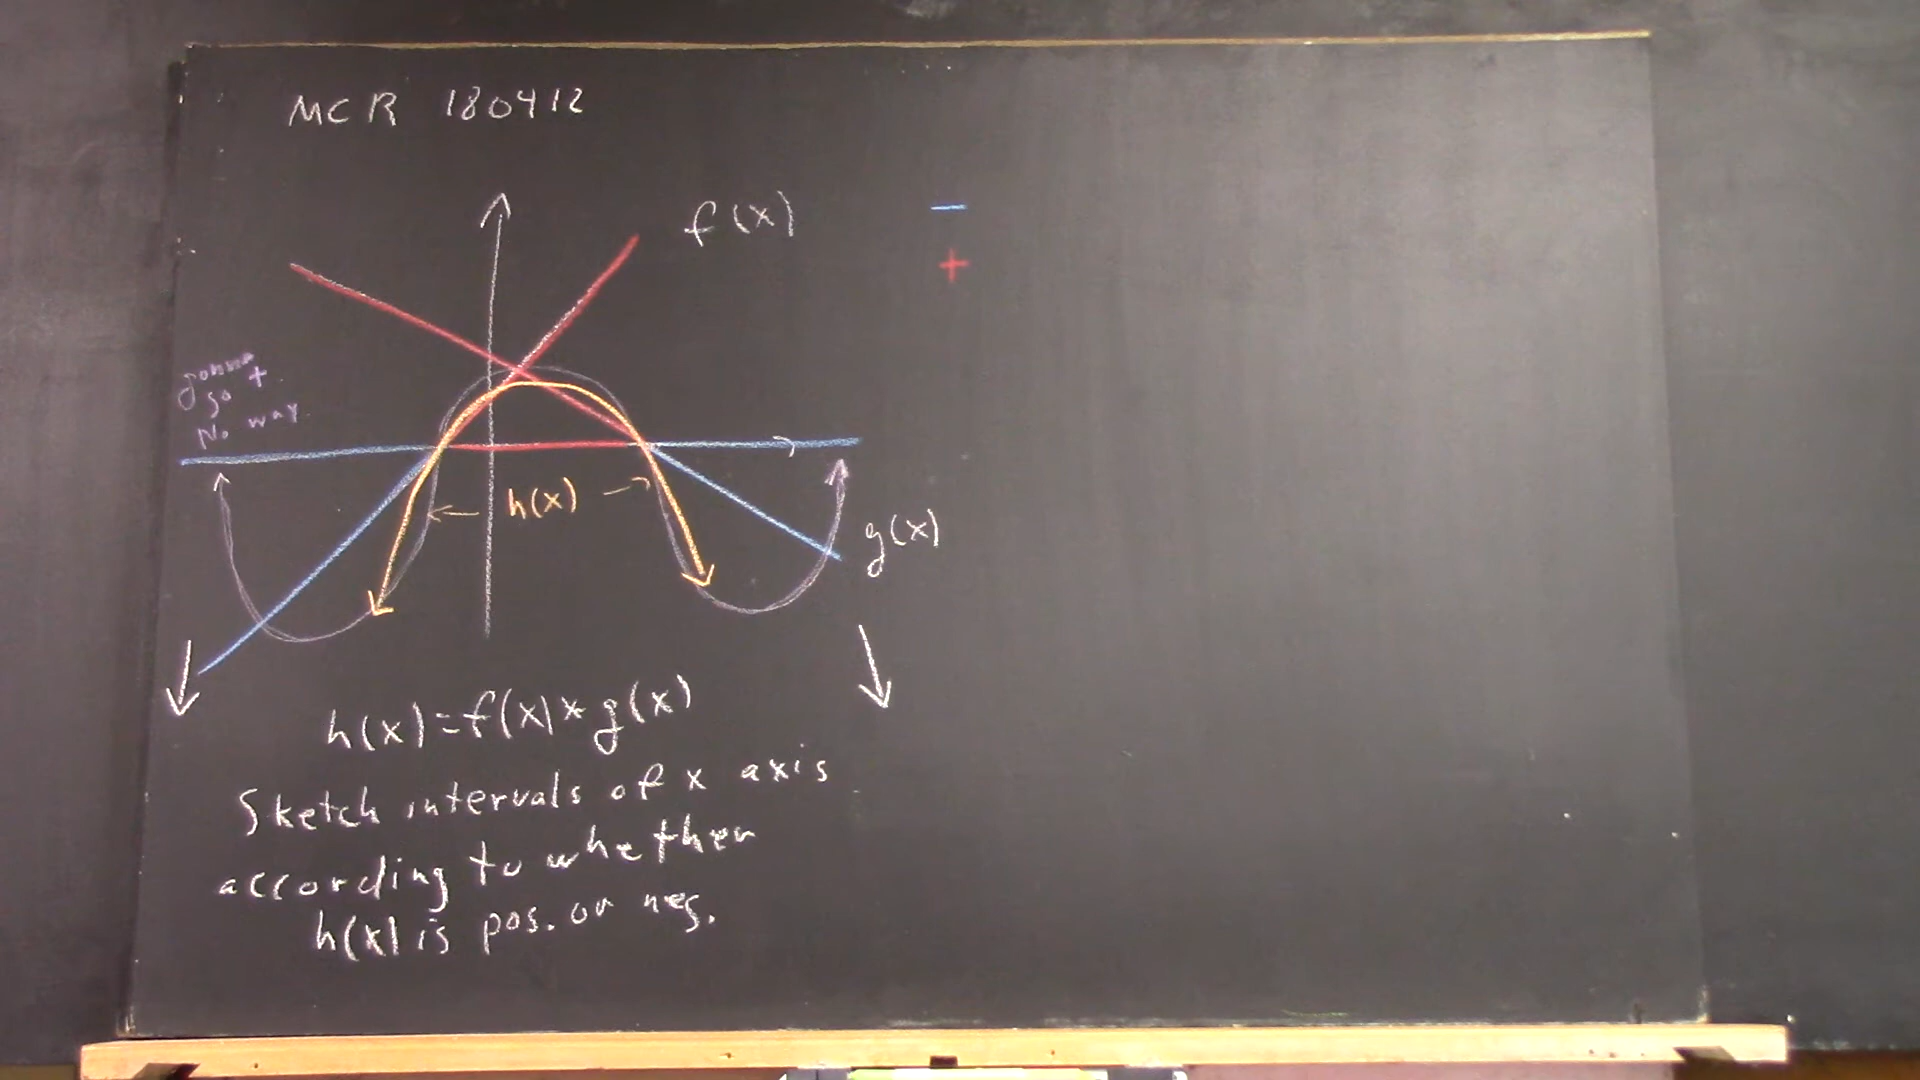 MCR 180412
f(x)
−
+
gonna
go +
No way
h(x)
g(x)
h(x)=f(x)×g(x)
Sketch intervals of x axis
according to whether
h(x) is pos. or neg.